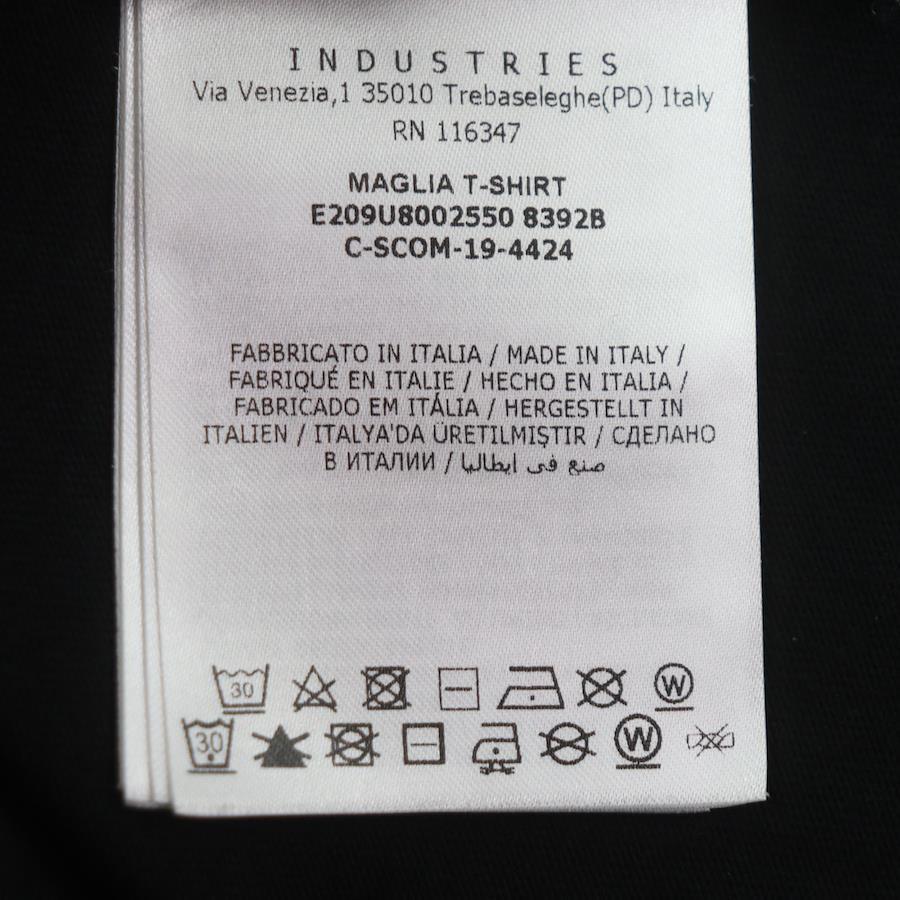 INDUSTRIES
Via Venezia,1 35010 Trebaseleghe(PD) Italy
RN 116347
MAGLIA T-SHIRT
E209U8002550 8392B
C-SCOM-19-4424
FABBRICATO IN ITALIA / MADE IN ITALY /
FABRIQUÉ EN ITALIE / HECHO EN ITALIA /
FABRICADO EM ITÁLIA / HERGESTELLT IN
ITALIEN / ITALYA'DA ÜRETILMIŞTIR / СДЕЛАНО
В ИТАЛИИ / صنع في ايطاليا
30 W
30 W